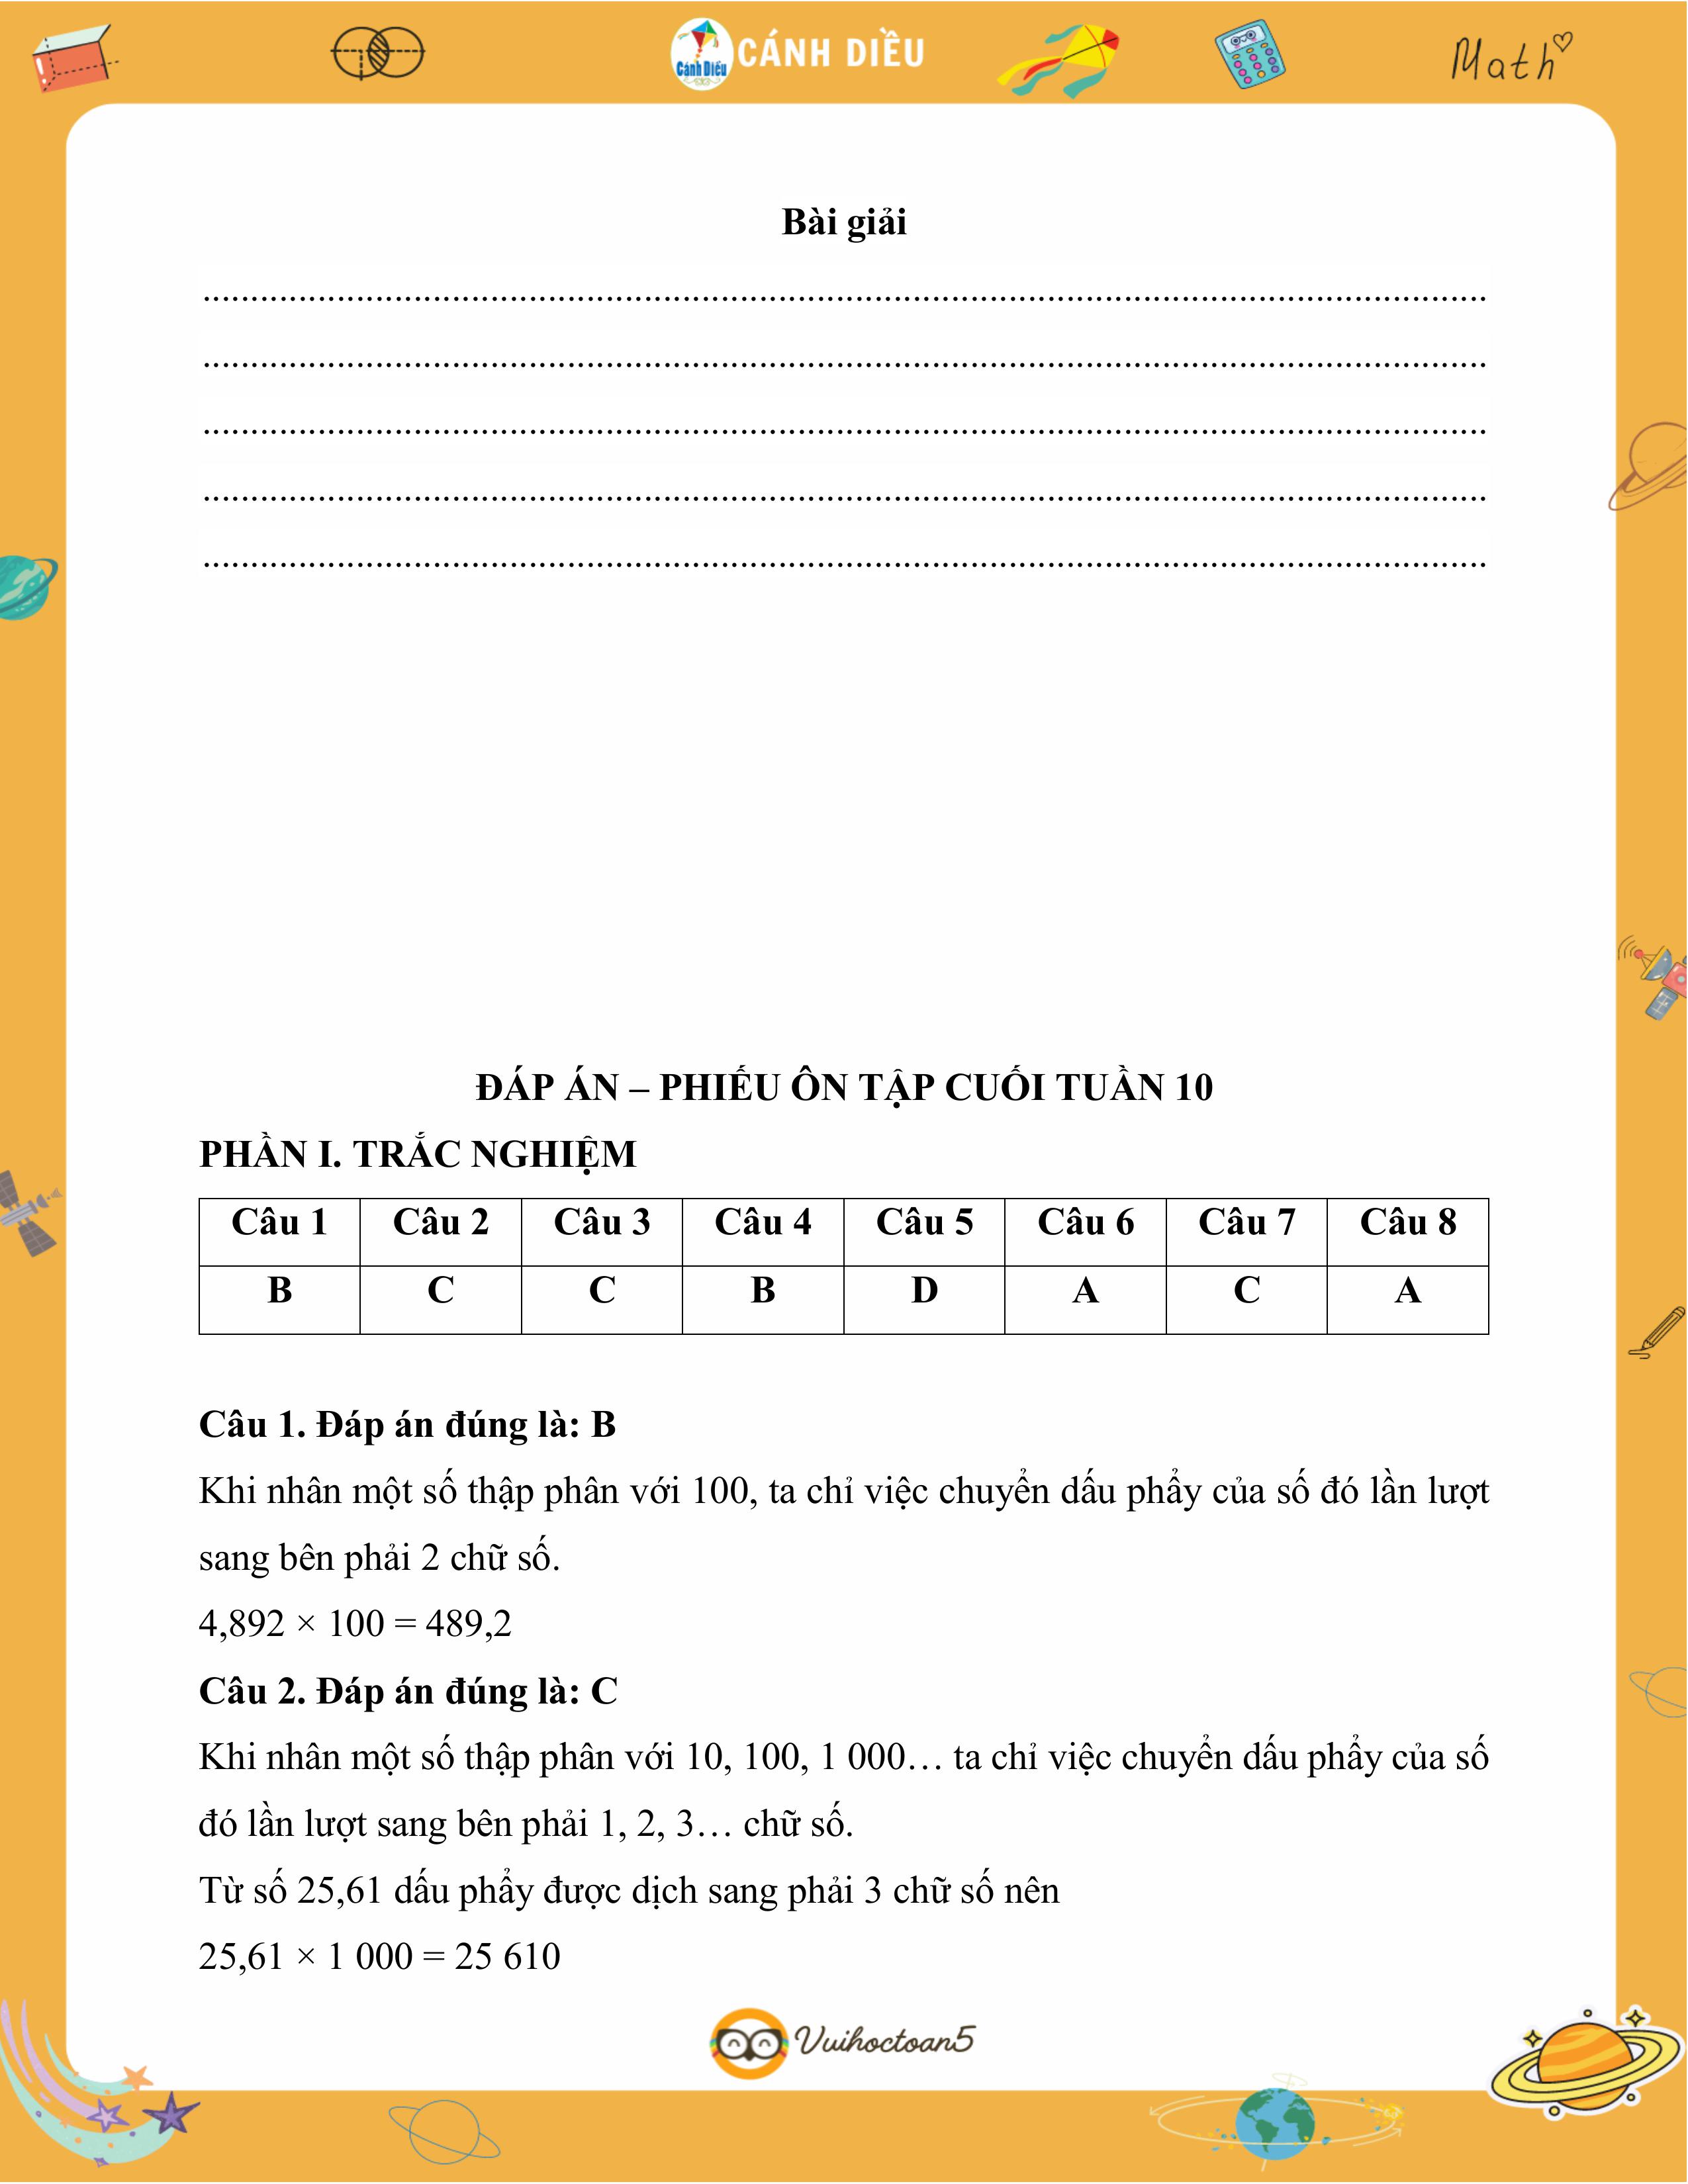 Cánh Diều CÁNH DIỀU Math
Bài giải
ĐÁP ÁN – PHIẾU ÔN TẬP CUỐI TUẦN 10
PHẦN I. TRẮC NGHIỆM
Câu 1 Câu 2 Câu 3 Câu 4 Câu 5 Câu 6 Câu 7 Câu 8
B C C B D A C A
Câu 1. Đáp án đúng là: B
Khi nhân một số thập phân với 100, ta chỉ việc chuyển dấu phẩy của số đó lần lượt
sang bên phải 2 chữ số.
4,892 × 100 = 489,2
Câu 2. Đáp án đúng là: C
Khi nhân một số thập phân với 10, 100, 1 000… ta chỉ việc chuyển dấu phẩy của số
đó lần lượt sang bên phải 1, 2, 3… chữ số.
Từ số 25,61 dấu phẩy được dịch sang phải 3 chữ số nên
25,61 × 1 000 = 25 610
Vuihoctoan5